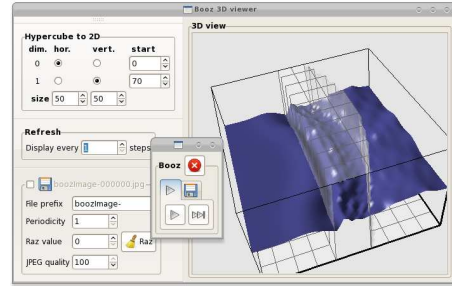 Booz 3D viewer
Hypercube to 2D
dim. hor. vert. start
0 0
1 70
size 50 50
Refresh
Display every 1 steps
boozImage-000000.jpg
File prefix boozImage-
Periodicity 1
Raz value 0 Raz
JPEG quality 100
Booz
3D view